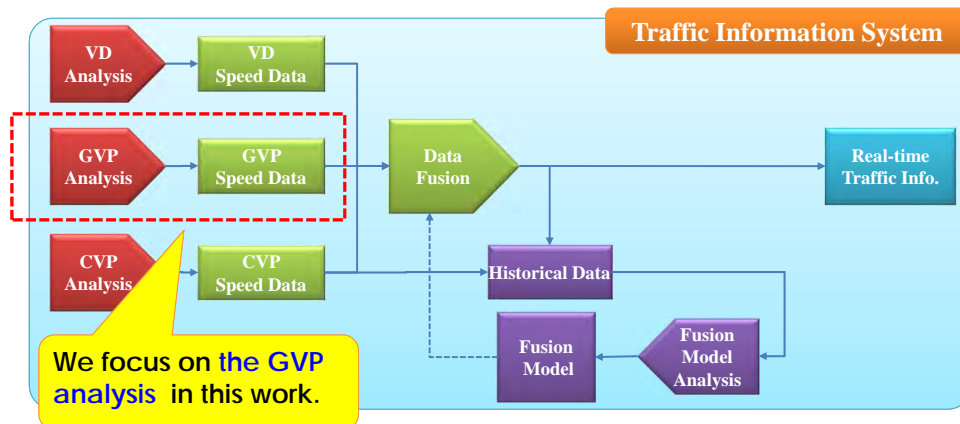 Traffic Information System
VD
Analysis
VD
Speed Data
GVP
Analysis
GVP
Speed Data
Data
Fusion
Real-time
Traffic Info.
CVP
Analysis
CVP
Speed Data
Historical Data
Fusion
Model
Fusion
Model
Analysis
We focus on the GVP
analysis in this work.